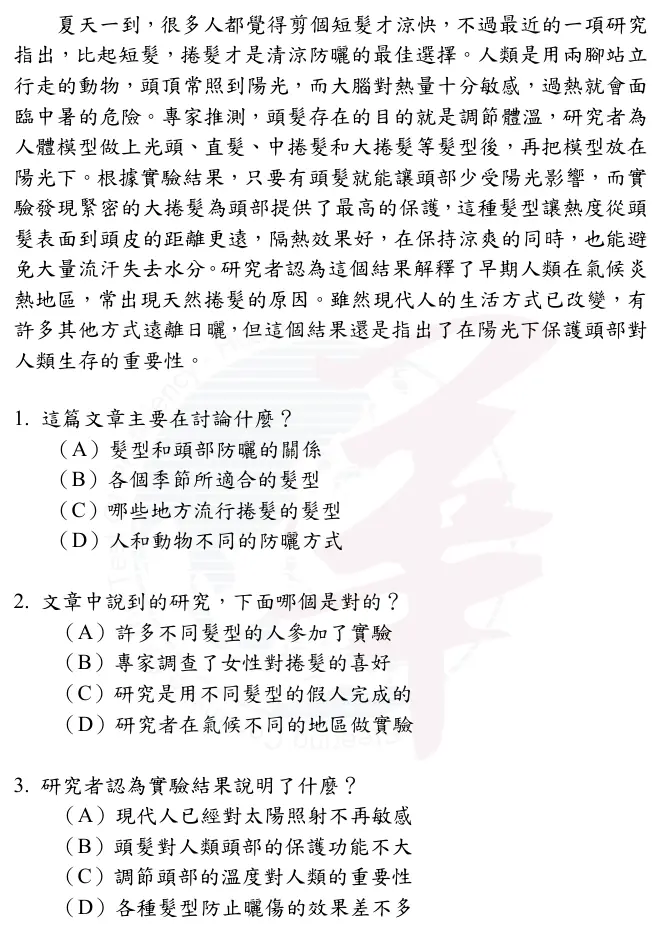 夏天一到，很多人都覺得剪個短髮才涼快，不過最近的一項研究
指出，比起短髮，捲髮才是清涼防曬的最佳選擇。人類是用兩腳站立
行走的動物，頭頂常照到陽光，而大腦對熱量十分敏感，過熱就會面
臨中暑的危險。專家推測，頭髮存在的目的就是調節體溫，研究者為
人體模型做上光頭、直髮、中捲髮和大捲髮等髮型後，再把模型放在
陽光下。根據實驗結果，只要有頭髮就能讓頭部少受陽光影響，而實
驗發現緊密的大捲髮為頭部提供了最高的保護，這種髮型讓熱度從頭
髮表面到頭皮的距離更遠，隔熱效果好，在保持涼爽的同時，也能避
免大量流汗失去水分。研究者認為這個結果解釋了早期人類在氣候炎
熱地區，常出現天然捲髮的原因。雖然現代人的生活方式已改變，有
許多其他方式遠離日曬，但這個結果還是指出了在陽光下保護頭部對
人類生存的重要性。
1. 這篇文章主要在討論什麼？
（A）髮型和頭部防曬的關係
（B）各個季節所適合的髮型
（C）哪些地方流行捲髮的髮型
（D）人和動物不同的防曬方式
2. 文章中說到的研究，下面哪個是對的？
（A）許多不同髮型的人參加了實驗
（B）專家調查了女性對捲髮的喜好
（C）研究是用不同髮型的假人完成的
（D）研究者在氣候不同的地區做實驗
3. 研究者認為實驗結果說明了什麼？
（A）現代人已經對太陽照射不再敏感
（B）頭髮對人類頭部的保護功能不大
（C）調節頭部的溫度對人類的重要性
（D）各種髮型防止曬傷的效果差不多